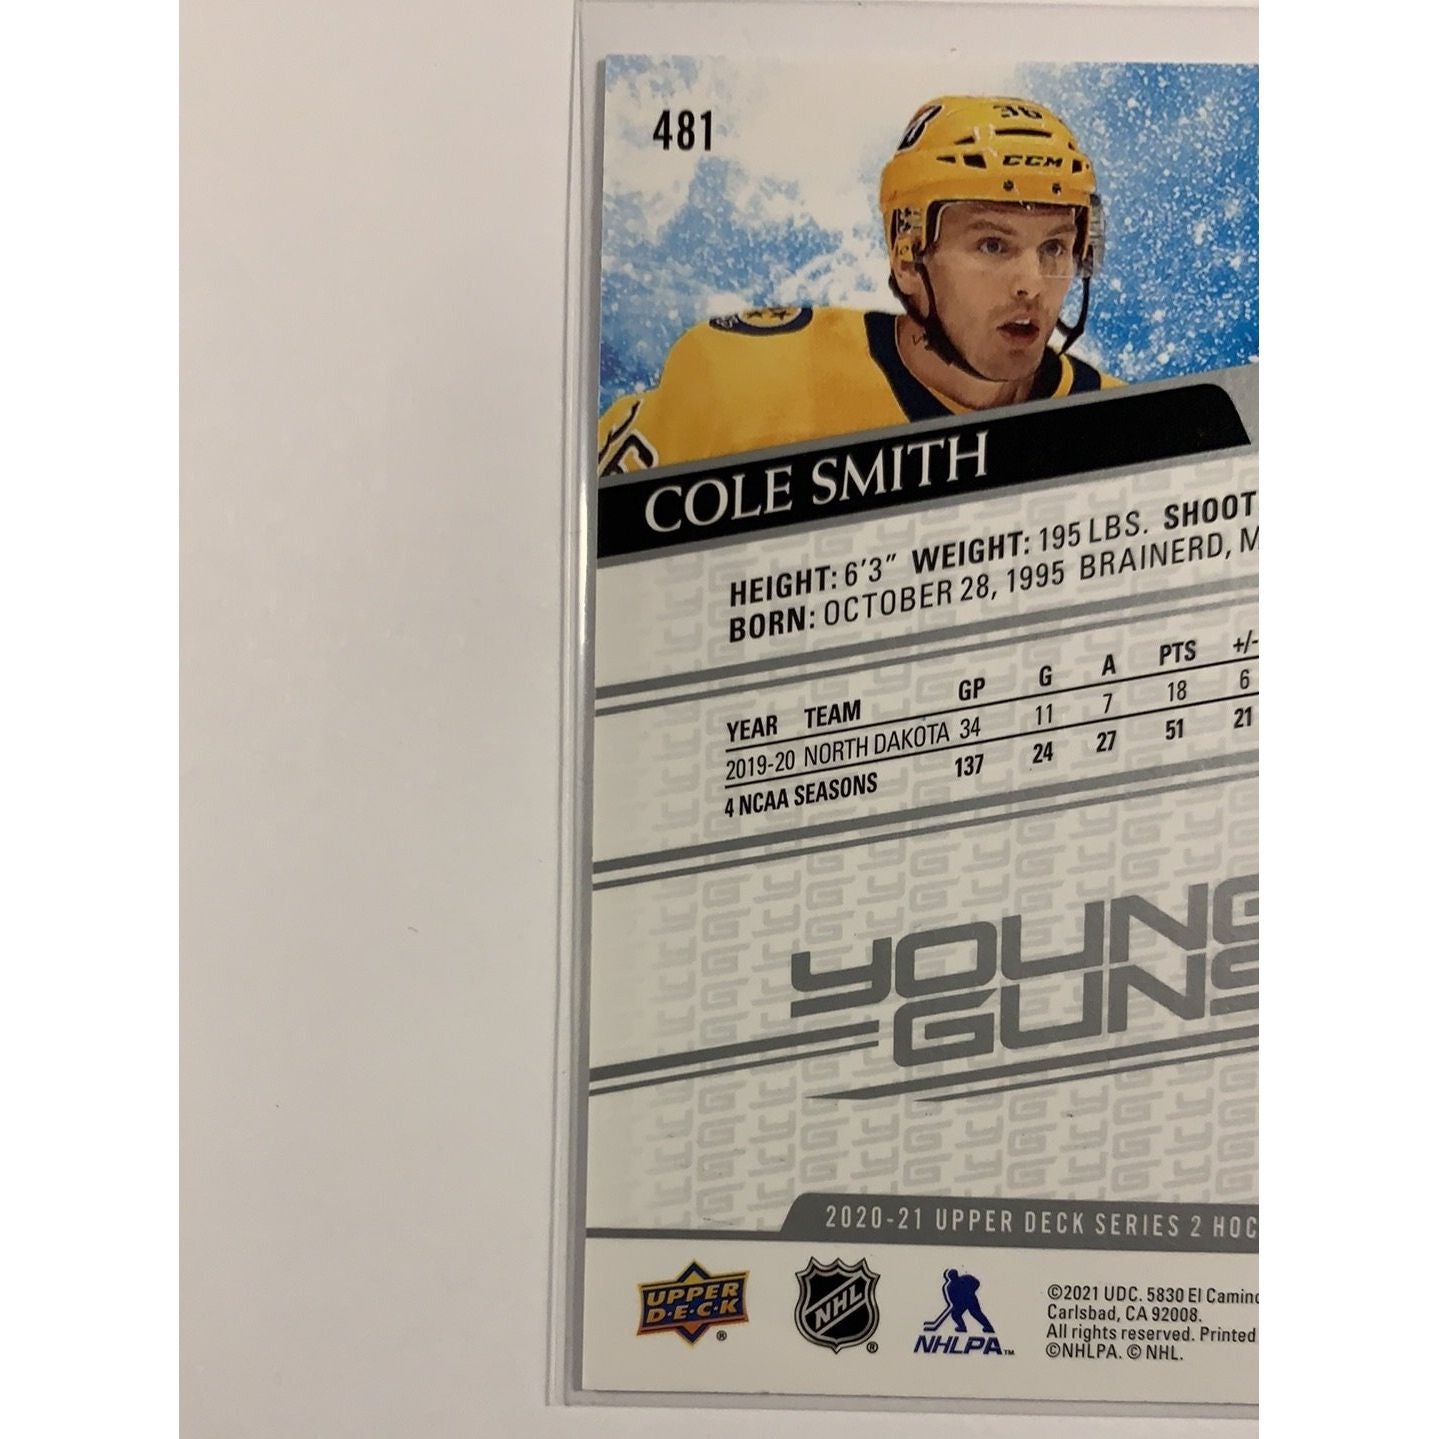 481
36
CCM
COLE SMITH
HEIGHT: 6'3" WEIGHT: 195 LBS. SHOOT
BORN: OCTOBER 28, 1995 BRAINERD, M
YEAR TEAM GP G A PTS +/-
2019-20 NORTH DAKOTA 34 11 7 18 6
4 NCAA SEASONS 137 24 27 51 21
YOUNG
GUNS
2020-21 UPPER DECK SERIES 2 HOC
UPPER
D·E·C·K ®
NHL ®
NHLPA™
©2021 UDC. 5830 El Camino
Carlsbad, CA 92008.
All rights reserved. Printed
©NHLPA. © NHL.